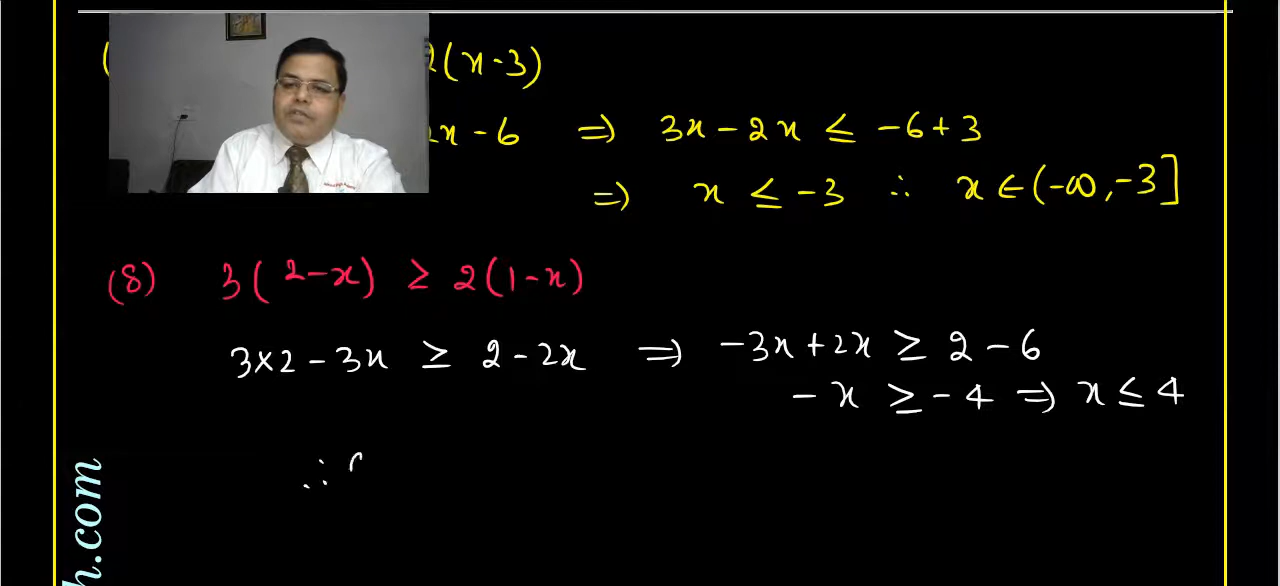 2(x-3)
2x - 6 ⇒ 3x - 2x ≤ -6 + 3
⇒ x ≤ -3 ∴ x ∈ (-∞, -3]
(8) 3(2-x) ≥ 2(1-x)
3×2 - 3x ≥ 2 - 2x ⇒ -3x + 2x ≥ 2 - 6
- x ≥ - 4 ⇒ x ≤ 4
∴
h.com